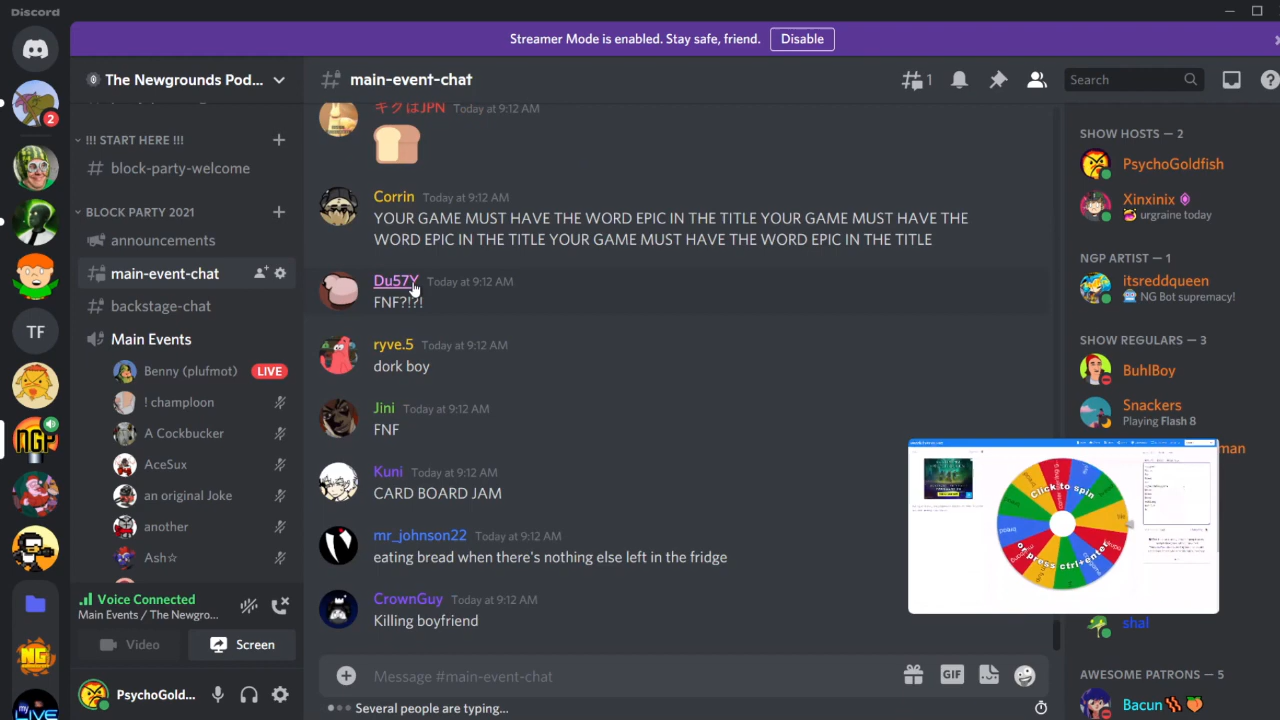 Discord
Streamer Mode is enabled. Stay safe, friend. Disable
The Newgrounds Pod...
main-event-chat
1
Search
2
!!! START HERE !!!
block-party-welcome
BLOCK PARTY 2021
announcements
main-event-chat
backstage-chat
Main Events
Benny (plufmot) LIVE
! champloon
A Cockbucker
AceSux
an original Joke
another
Ash☆
TF
NGP
NG
Voice Connected
Main Events / The Newgro...
Video
Screen
PsychoGold...
キクはJPN Today at 9:12 AM
Corrin Today at 9:12 AM
YOUR GAME MUST HAVE THE WORD EPIC IN THE TITLE YOUR GAME MUST HAVE THE
WORD EPIC IN THE TITLE YOUR GAME MUST HAVE THE WORD EPIC IN THE TITLE
Du57Y Today at 9:12 AM
FNF?!?!
ryve.5 Today at 9:12 AM
dork boy
Jini Today at 9:12 AM
FNF
Kuni Today at 9:12 AM
CARD BOARD JAM
mr_johnson22 Today at 9:12 AM
eating bread when there's nothing else left in the fridge
CrownGuy Today at 9:12 AM
Killing boyfriend
Message #main-event-chat
GIF
Several people are typing...
SHOW HOSTS — 2
PsychoGoldfish
Xinxinix
urgraine today
NGP ARTIST — 1
itsreddqueen
NG Bot supremacy!
SHOW REGULARS — 3
BuhlBoy
Snackers
Playing Flash 8
man
Click to spin
or press ctrl+enter
shal
AWESOME PATRONS — 5
Bacun